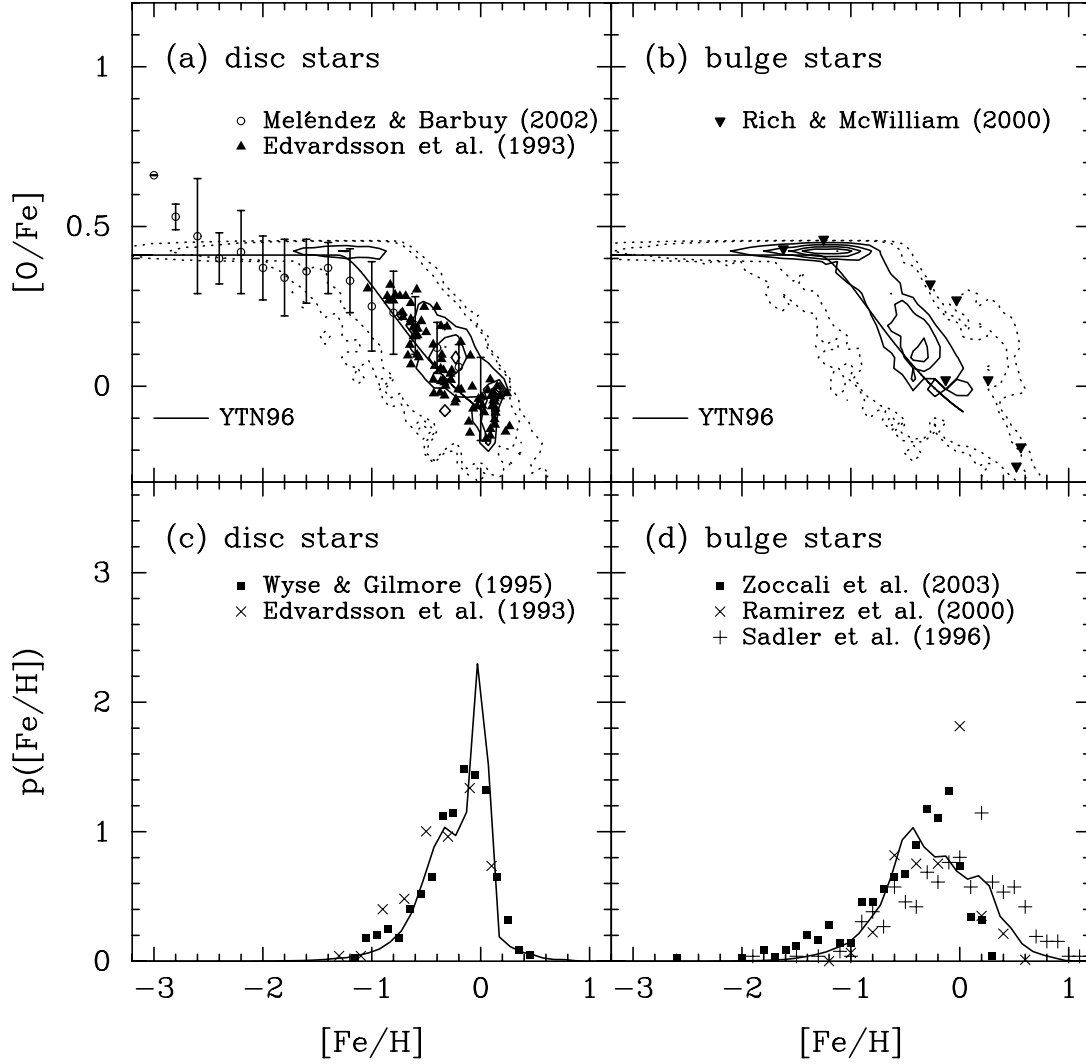 (a) disc stars
Meléndez & Barbuy (2002)
Edvardsson et al. (1993)
YTN96
(b) bulge stars
Rich & McWilliam (2000)
YTN96
1
0.5
0
[O/Fe]
(c) disc stars
Wyse & Gilmore (1995)
Edvardsson et al. (1993)
(d) bulge stars
Zoccali et al. (2003)
Ramirez et al. (2000)
Sadler et al. (1996)
3
2
1
0
p([Fe/H])
−3 −2 −1 0 1
−2 −1 0 1
[Fe/H]
[Fe/H]